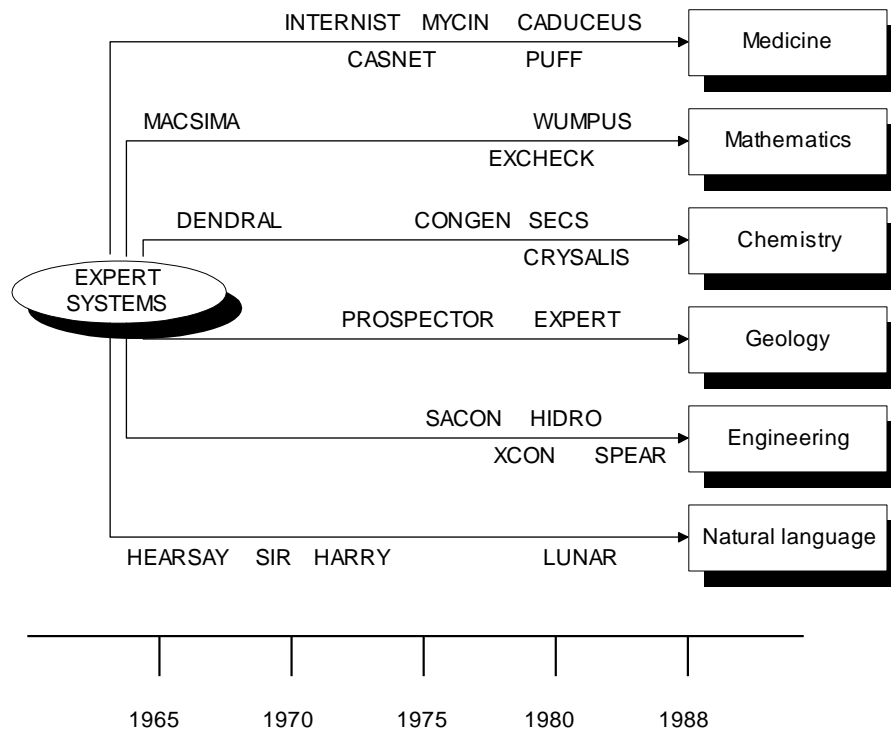 INTERNIST MYCIN CADUCEUS
CASNET PUFF
Medicine
MACSIMA WUMPUS
EXCHECK
Mathematics
DENDRAL CONGEN SECS
CRYSALIS
Chemistry
EXPERT
SYSTEMS
PROSPECTOR EXPERT
Geology
SACON HIDRO
XCON SPEAR
Engineering
HEARSAY SIR HARRY LUNAR
Natural language
1965 1970 1975 1980 1988